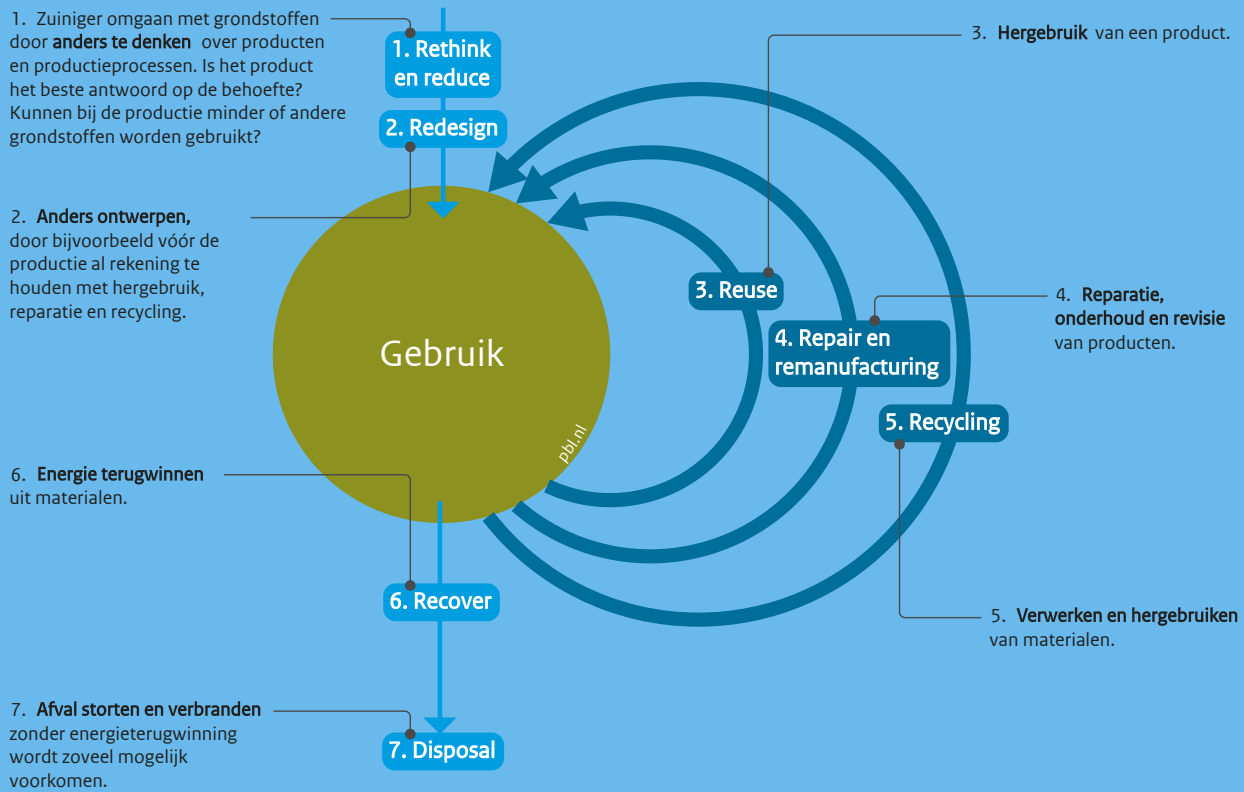 1. Zuiniger omgaan met grondstoffen
door anders te denken over producten
en productieprocessen. Is het product
het beste antwoord op de behoefte?
Kunnen bij de productie minder of andere
grondstoffen worden gebruikt?
1. Rethink
en reduce
2. Redesign
3. Hergebruik van een product.
2. Anders ontwerpen,
door bijvoorbeeld vóór de
productie al rekening te
houden met hergebruik,
reparatie en recycling.
Gebruik
pbl.nl
3. Reuse
4. Repair en
remanufacturing
4. Reparatie,
onderhoud en revisie
van producten.
5. Recycling
6. Energie terugwinnen
uit materialen.
6. Recover
5. Verwerken en hergebruiken
van materialen.
7. Afval storten en verbranden
zonder energieterugwinning
wordt zoveel mogelijk
voorkomen.
7. Disposal